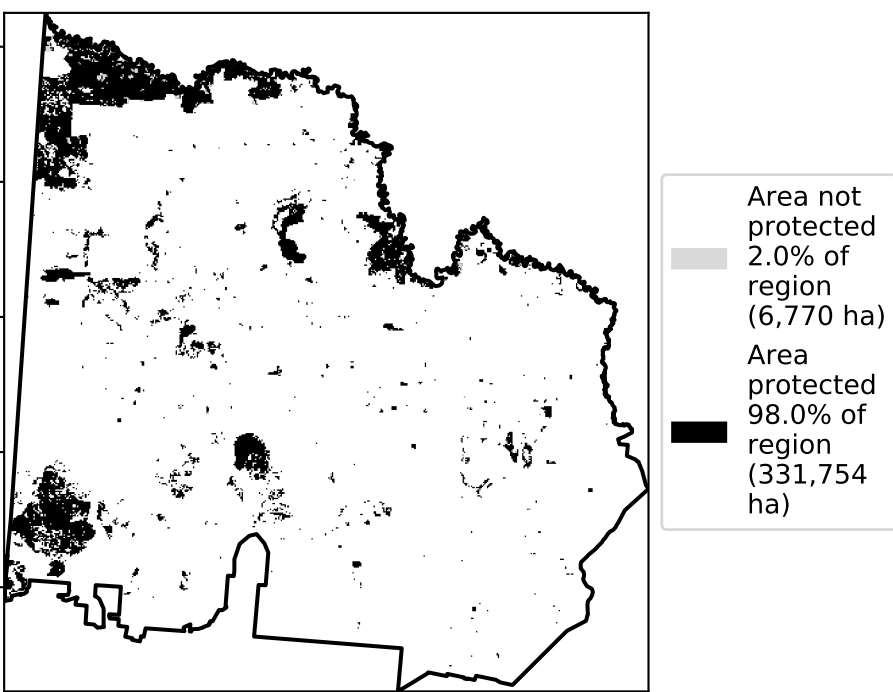 Area not
protected
2.0% of
region
(6,770 ha)
Area
protected
98.0% of
region
(331,754
ha)